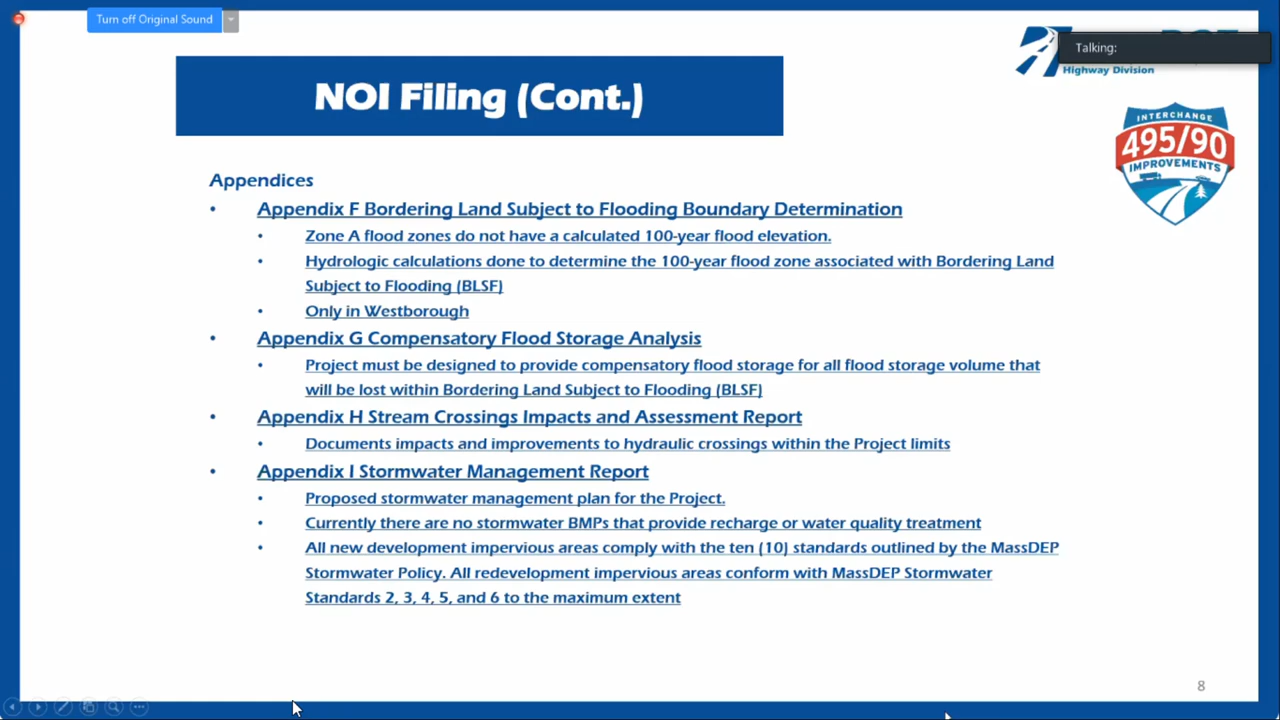 Turn off Original Sound
Talking:
Highway Division
NOI Filing (Cont.)
INTERCHANGE
495/90
IMPROVEMENTS
Appendices
• Appendix F Bordering Land Subject to Flooding Boundary Determination
• Zone A flood zones do not have a calculated 100-year flood elevation.
• Hydrologic calculations done to determine the 100-year flood zone associated with Bordering Land
Subject to Flooding (BLSF)
• Only in Westborough
• Appendix G Compensatory Flood Storage Analysis
• Project must be designed to provide compensatory flood storage for all flood storage volume that
will be lost within Bordering Land Subject to Flooding (BLSF)
• Appendix H Stream Crossings Impacts and Assessment Report
• Documents impacts and improvements to hydraulic crossings within the Project limits
• Appendix I Stormwater Management Report
• Proposed stormwater management plan for the Project.
• Currently there are no stormwater BMPs that provide recharge or water quality treatment
• All new development impervious areas comply with the ten (10) standards outlined by the MassDEP
Stormwater Policy. All redevelopment impervious areas conform with MassDEP Stormwater
Standards 2, 3, 4, 5, and 6 to the maximum extent
8